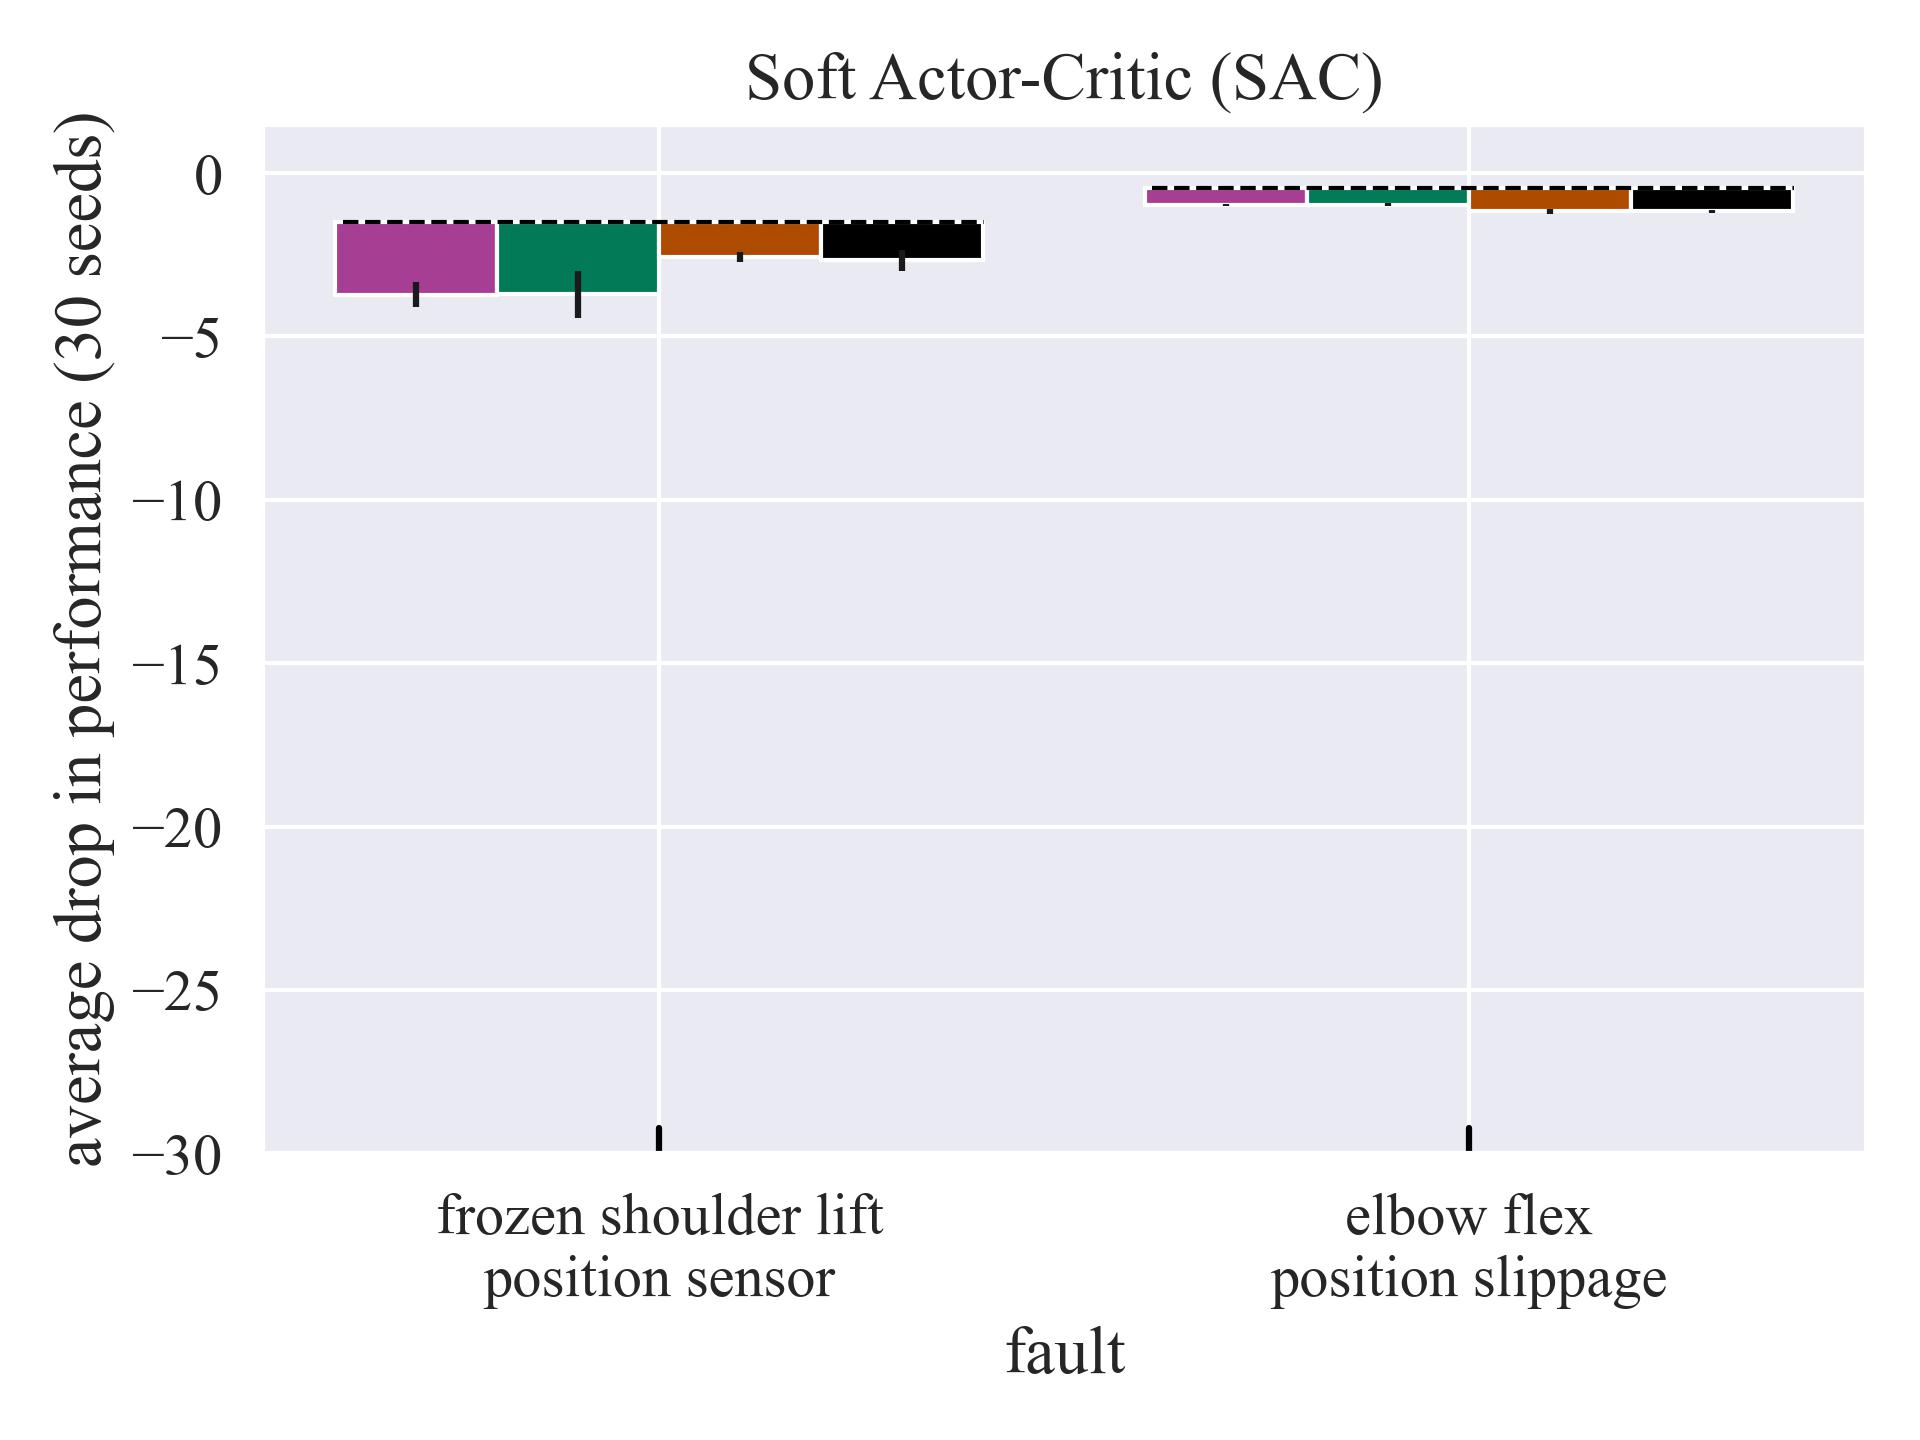 Soft Actor-Critic (SAC)
average drop in performance (30 seeds)
0
−5
−10
−15
−20
−25
−30
frozen shoulder lift
position sensor
elbow flex
position slippage
fault